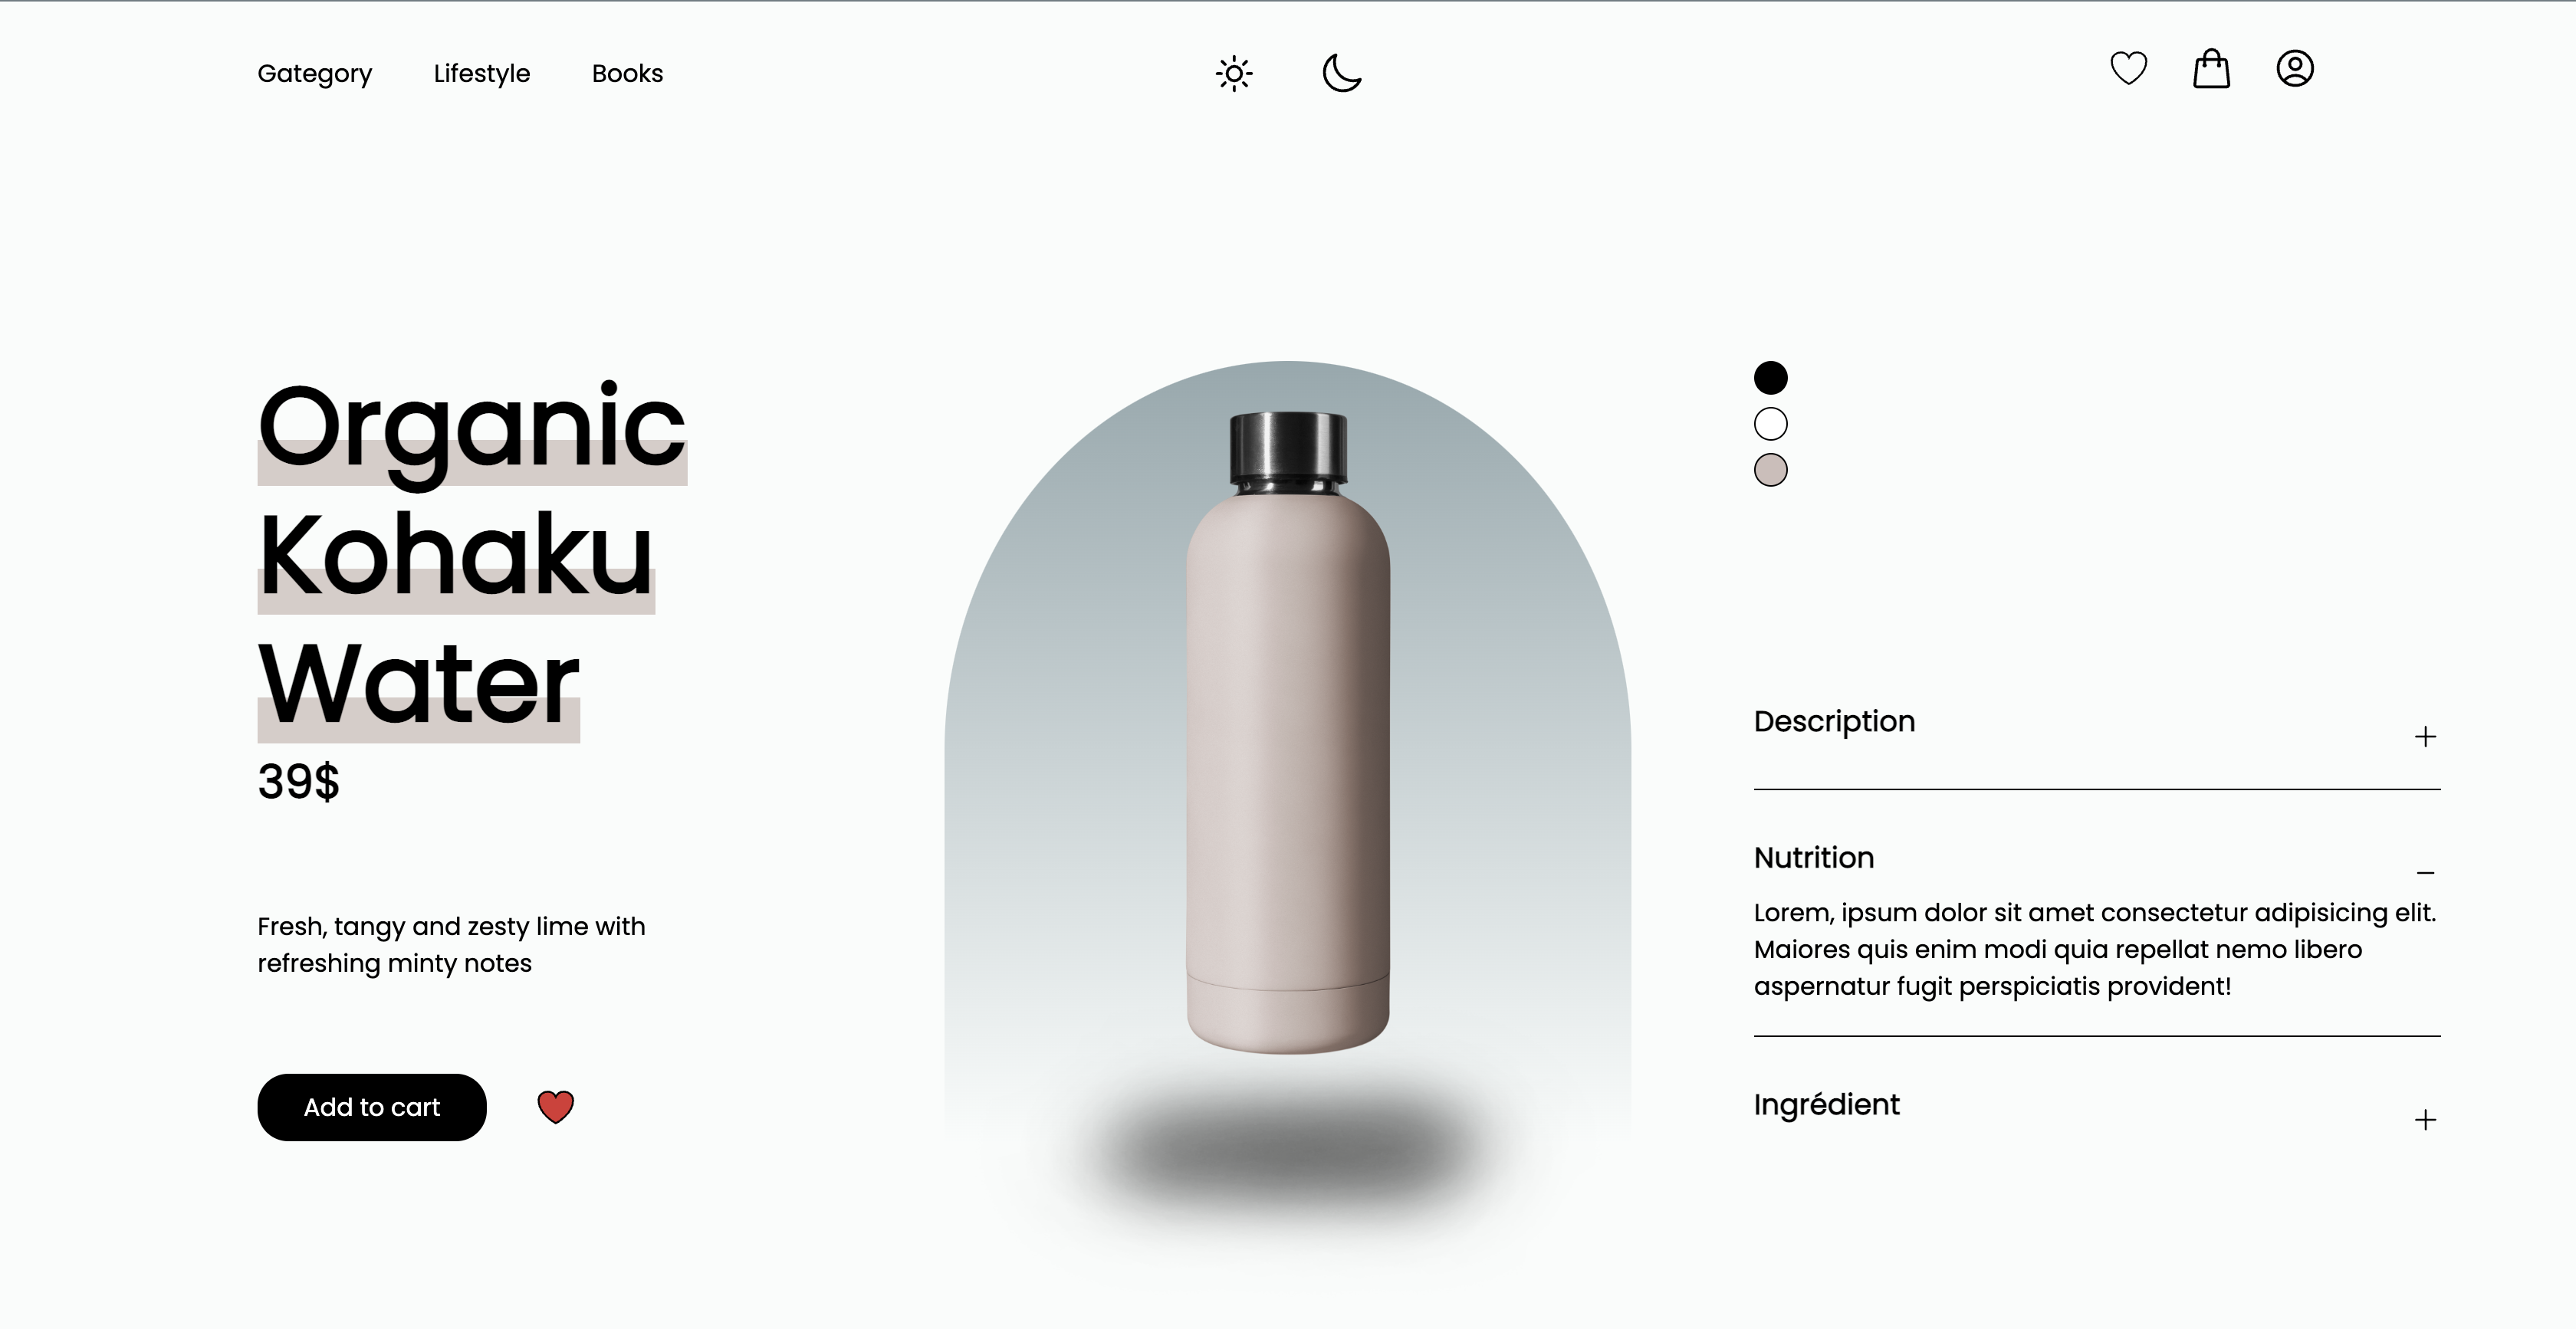 Gategory Lifestyle Books
Organic
Kohaku
Water
39$
Fresh, tangy and zesty lime with
refreshing minty notes
Add to cart
Description
Nutrition
Lorem, ipsum dolor sit amet consectetur adipisicing elit.
Maiores quis enim modi quia repellat nemo libero
aspernatur fugit perspiciatis provident!
Ingrédient